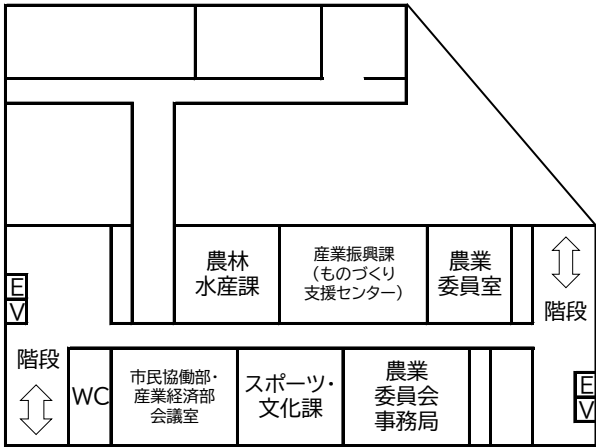 農林
水産課
産業振興課
(ものづくり
支援センター)
農業
委員室
E
V
階段
階段
WC
市民協働部・
産業経済部
会議室
スポーツ・
文化課
農業
委員会
事務局
E
V